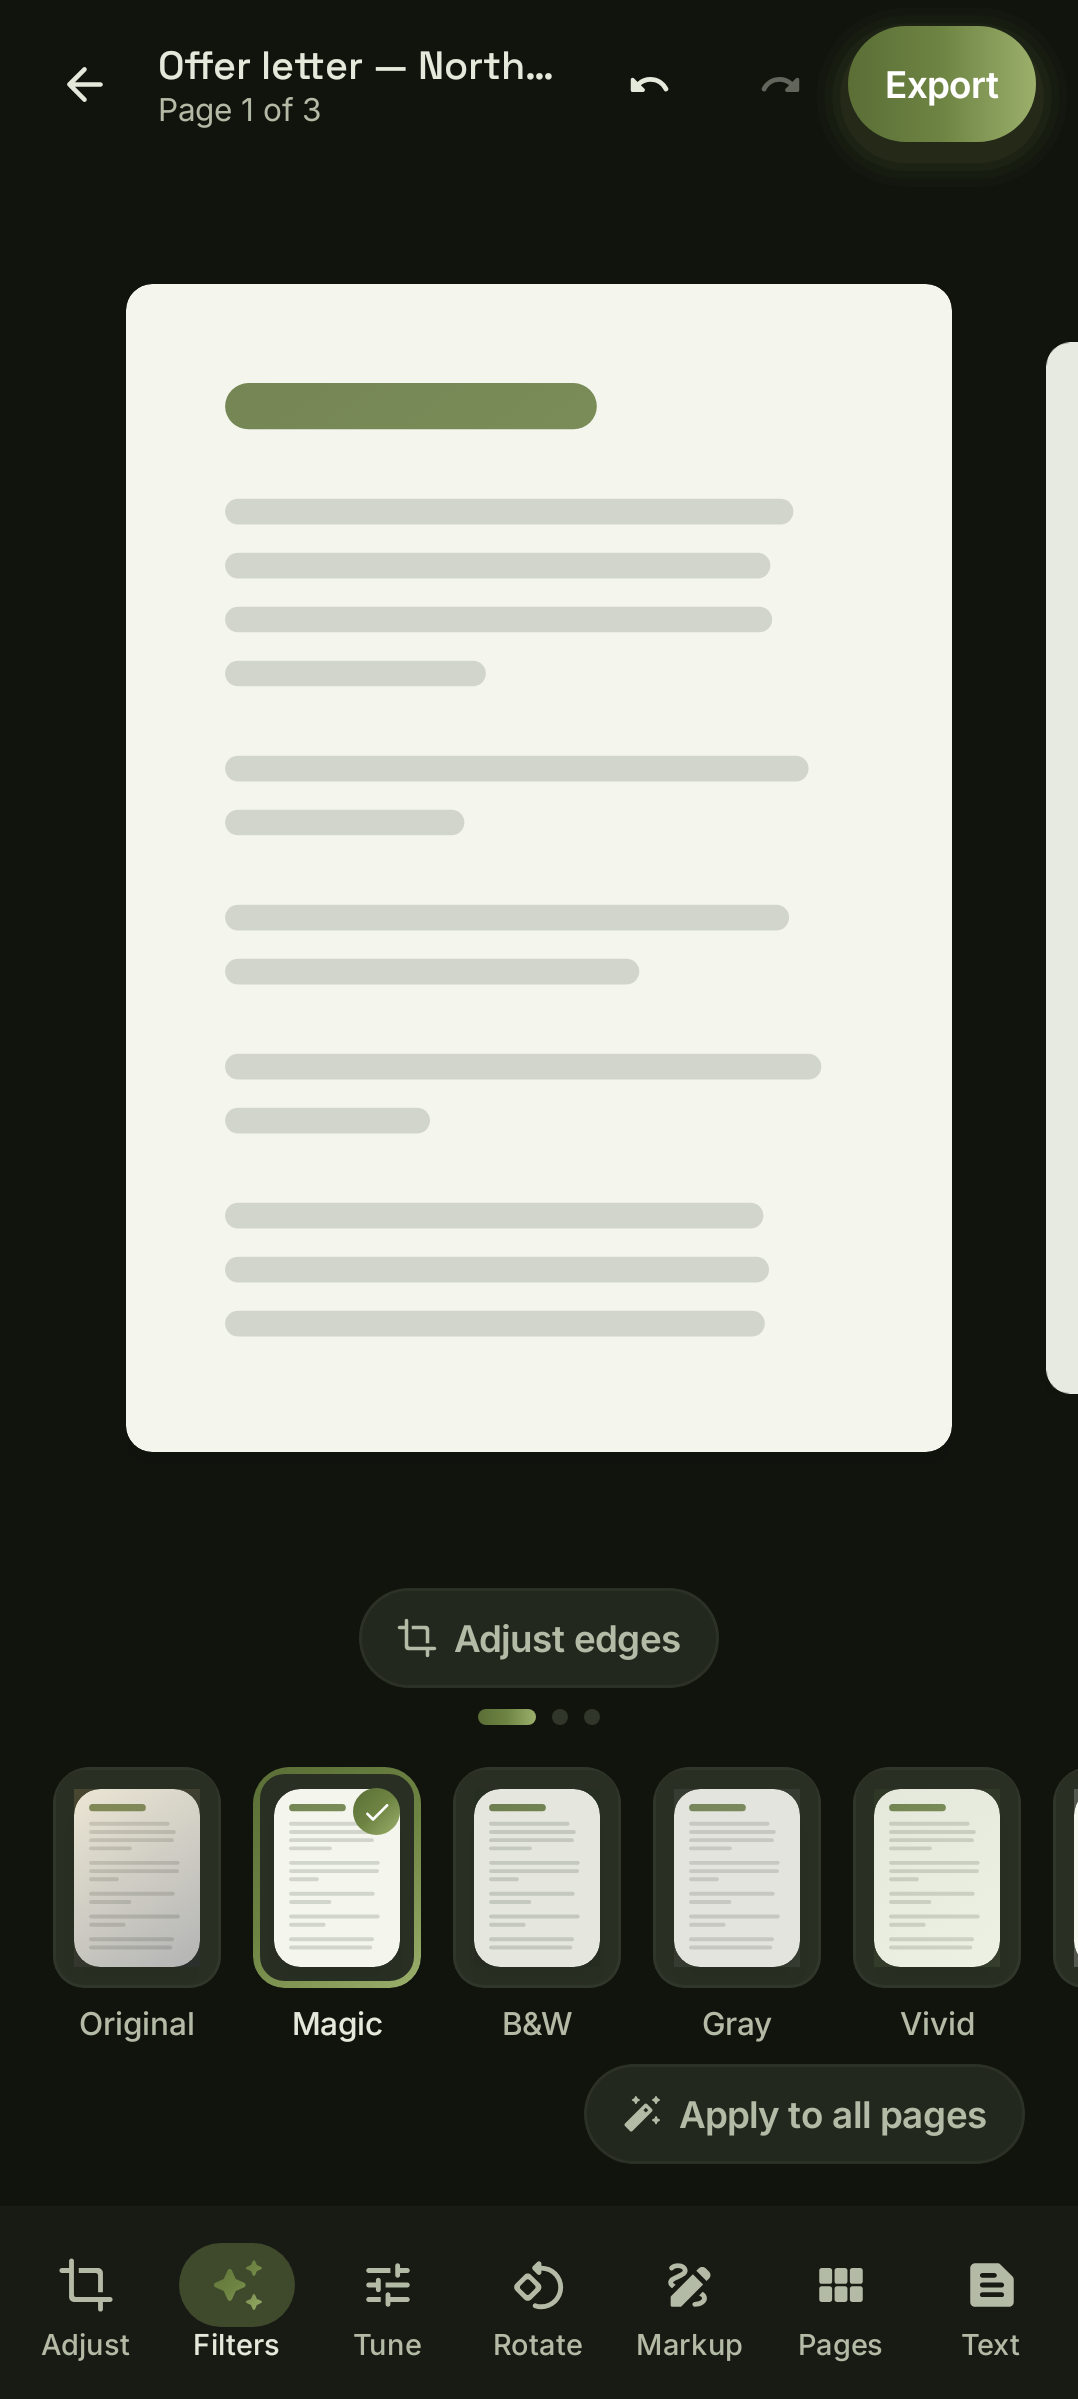 Offer letter — North...
Page 1 of 3
Export
Adjust edges
Original
Magic
B&W
Gray
Vivid
Apply to all pages
Adjust
Filters
Tune
Rotate
Markup
Pages
Text